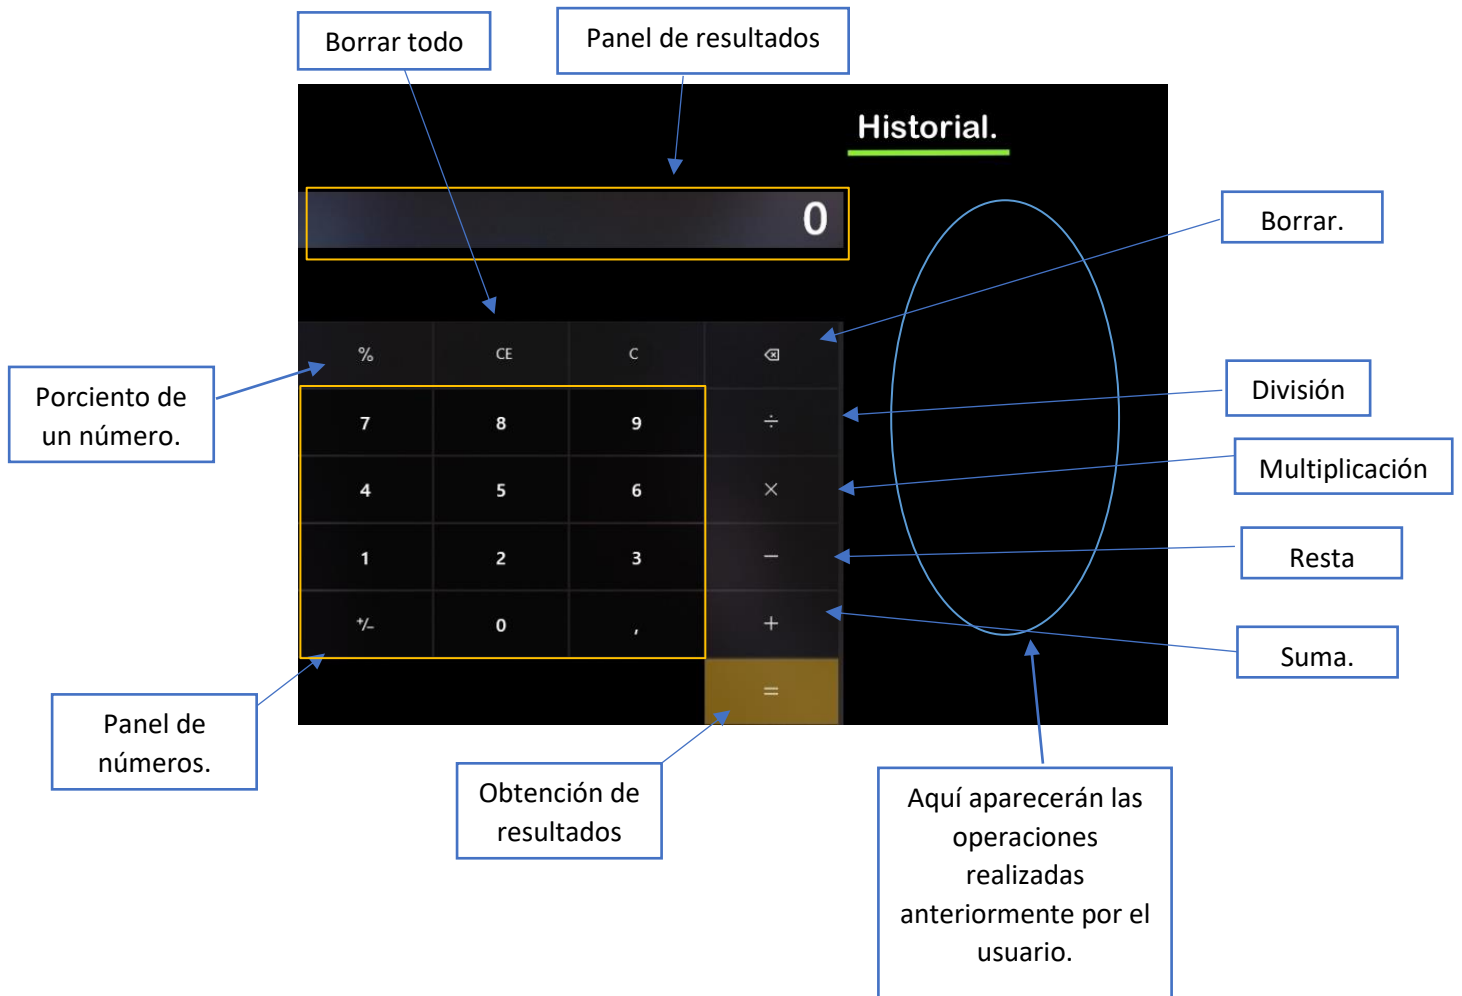 Borrar todo
Panel de resultados
Historial.
0
Borrar.
% CE C ⌫
Porciento de
un número.
7 8 9 ÷
División
4 5 6 ×
Multiplicación
1 2 3 −
Resta
+/− 0 , +
Suma.
=
Panel de
números.
Obtención de
resultados
Aquí aparecerán las
operaciones
realizadas
anteriormente por el
usuario.